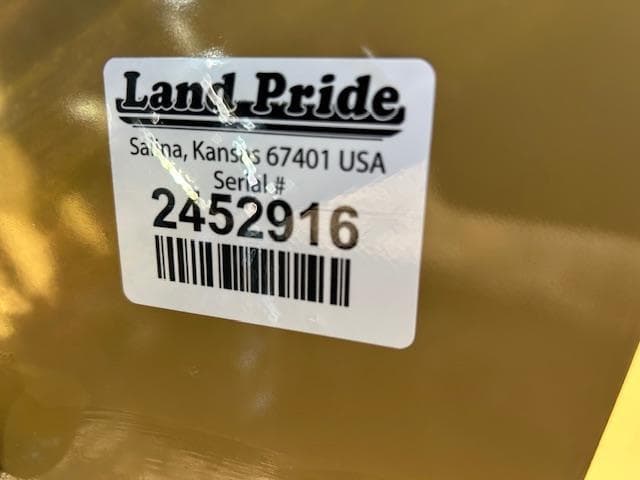 Land Pride
Salina, Kansas 67401 USA
Serial #
2452916